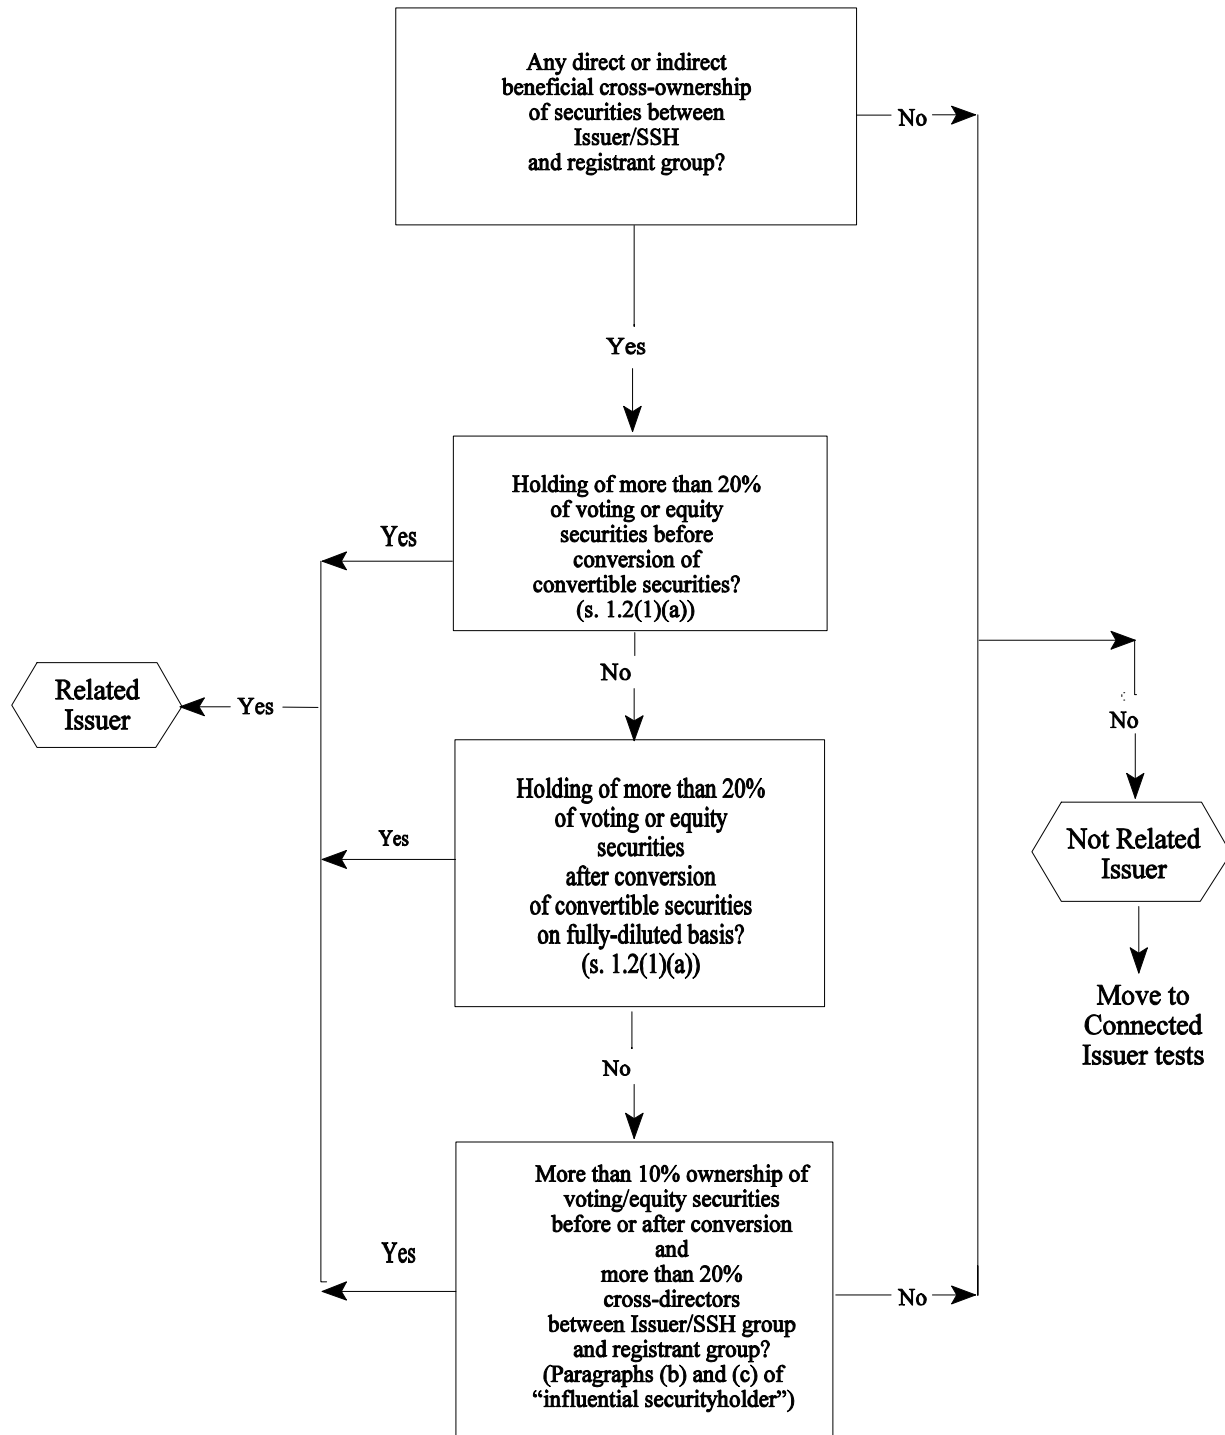 Any direct or indirect
beneficial cross-ownership
of securities between
Issuer/SSH
and registrant group?
No
Yes
Holding of more than 20%
of voting or equity
securities before
conversion of
convertible securities?
(s. 1.2(1)(a))
Yes
No
Related
Issuer
Yes
No
Holding of more than 20%
of voting or equity
securities
after conversion
of convertible securities
on fully-diluted basis?
(s. 1.2(1)(a))
Yes
Not Related
Issuer
Move to
Connected
Issuer tests
No
More than 10% ownership of
voting/equity securities
before or after conversion
and
more than 20%
cross-directors
between Issuer/SSH group
and registrant group?
(Paragraphs (b) and (c) of
“influential securityholder”)
Yes
No